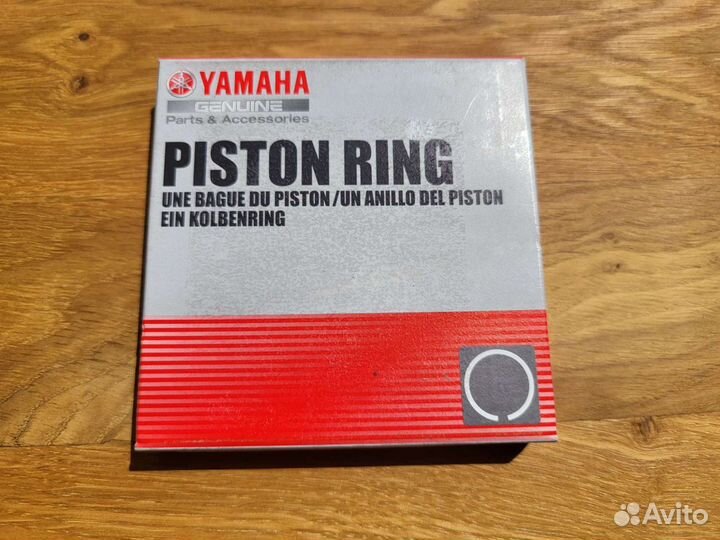 YAMAHA
GENUINE
Parts & Accessories
PISTON RING
UNE BAGUE DU PISTON/UN ANILLO DEL PISTON
EIN KOLBENRING
Avito